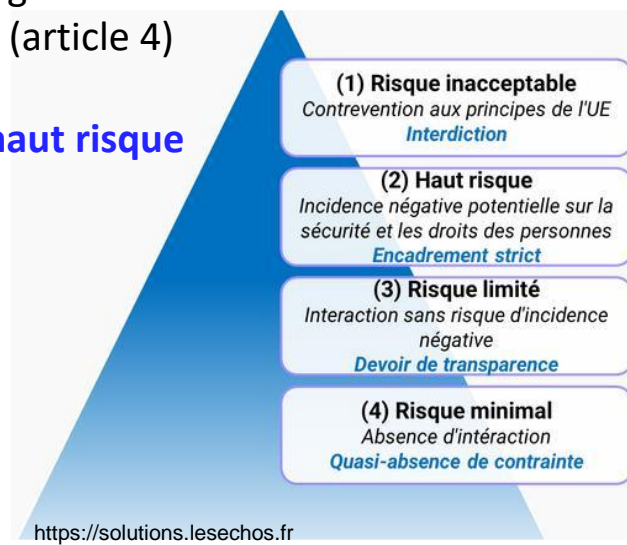 (article 4)
haut risque
(1) Risque inacceptable
Contrevention aux principes de l'UE
Interdiction
(2) Haut risque
Incidence négative potentielle sur la
sécurité et les droits des personnes
Encadrement strict
(3) Risque limité
Interaction sans risque d'incidence
négative
Devoir de transparence
(4) Risque minimal
Absence d'intéraction
Quasi-absence de contrainte
https://solutions.lesechos.fr